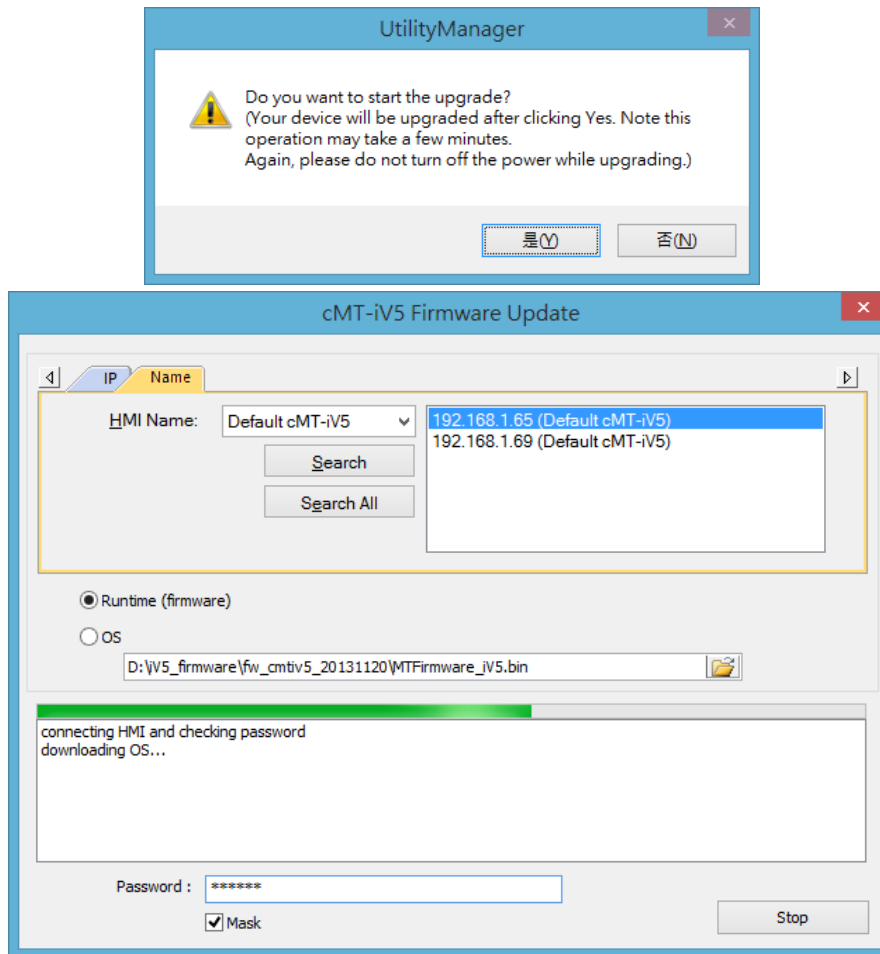 UtilityManager
Do you want to start the upgrade?
(Your device will be upgraded after clicking Yes. Note this
operation may take a few minutes.
Again, please do not turn off the power while upgrading.)
是(Y) 否(N)
cMT-iV5 Firmware Update
IP Name
HMI Name: Default cMT-iV5
192.168.1.65 (Default cMT-iV5)
192.168.1.69 (Default cMT-iV5)
Search
Search All
Runtime (firmware)
OS
D:\iV5_firmware\fw_cmtiv5_20131120\MTFirmware_iV5.bin
connecting HMI and checking password
downloading OS...
Password : ******
Mask
Stop